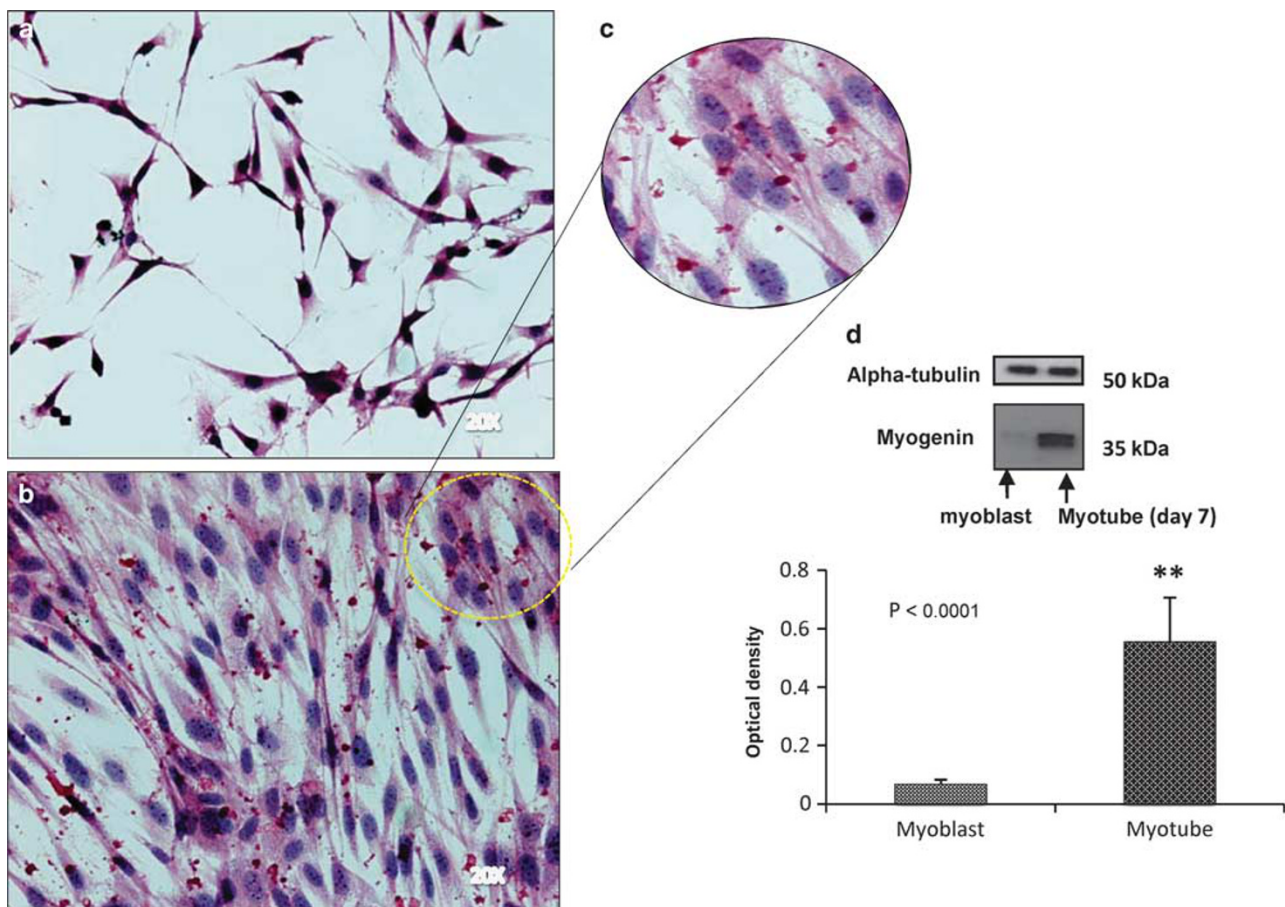 a
20X
b
20X
c
d
Alpha-tubulin 50 kDa
Myogenin 35 kDa
myoblast Myotube (day 7)
Optical density
0.8
0.6
0.4
0.2
0
P < 0.0001
**
Myoblast Myotube